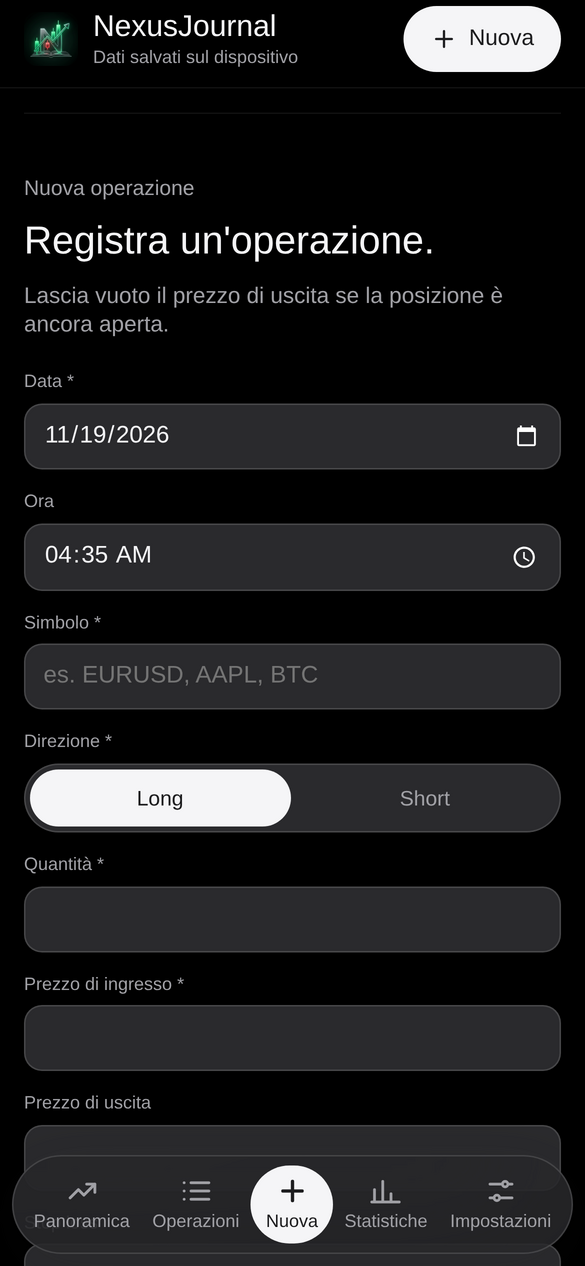 NexusJournal
Dati salvati sul dispositivo
Nuova
Nuova operazione
Registra un'operazione.
Lascia vuoto il prezzo di uscita se la posizione è
ancora aperta.
Data *
11/19/2026
Ora
04:35 AM
Simbolo *
es. EURUSD, AAPL, BTC
Direzione *
Long
Short
Quantità *
Prezzo di ingresso *
Prezzo di uscita
Panoramica
Operazioni
Nuova
Statistiche
Impostazioni